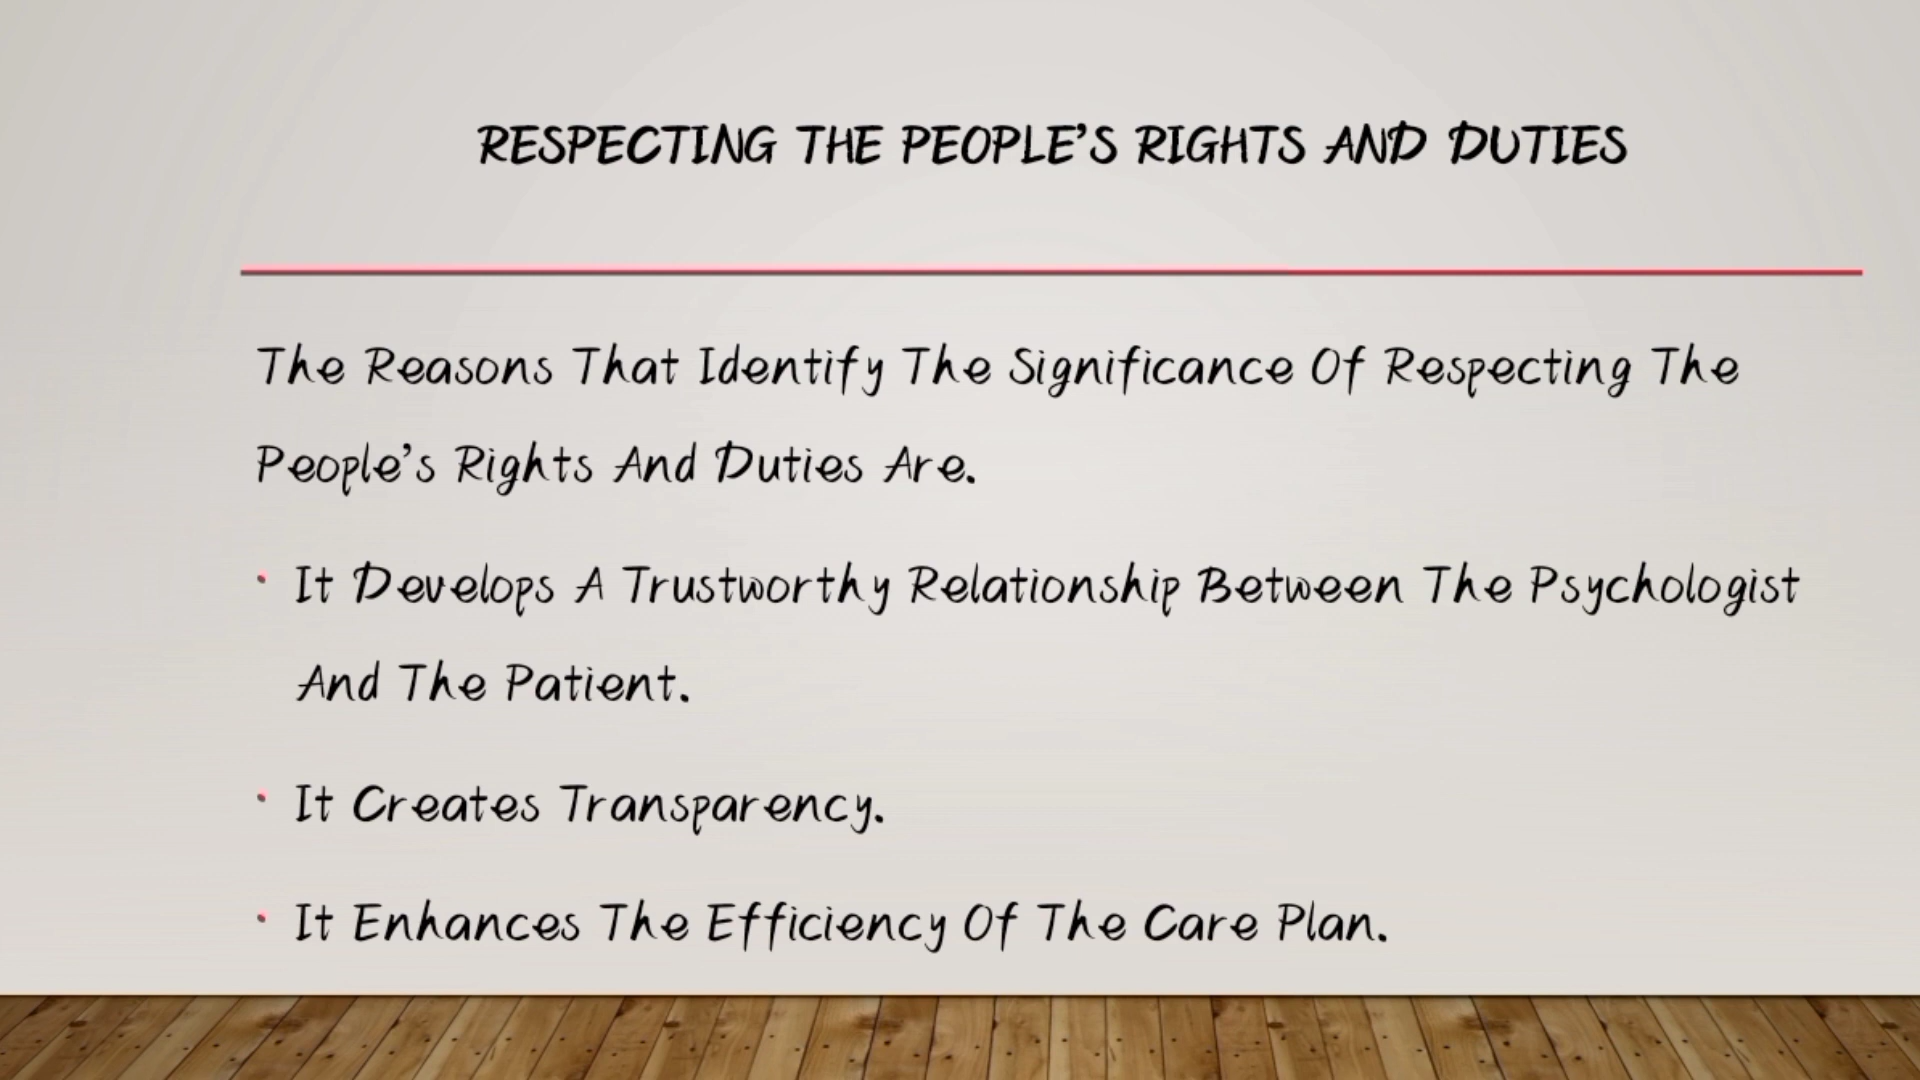 RESPECTING THE PEOPLE'S RIGHTS AND DUTIES
The Reasons That Identify The Significance Of Respecting The
People's Rights And Duties Are.
• It Develops A Trustworthy Relationship Between The Psychologist
And The Patient.
• It Creates Transparency.
• It Enhances The Efficiency Of The Care Plan.